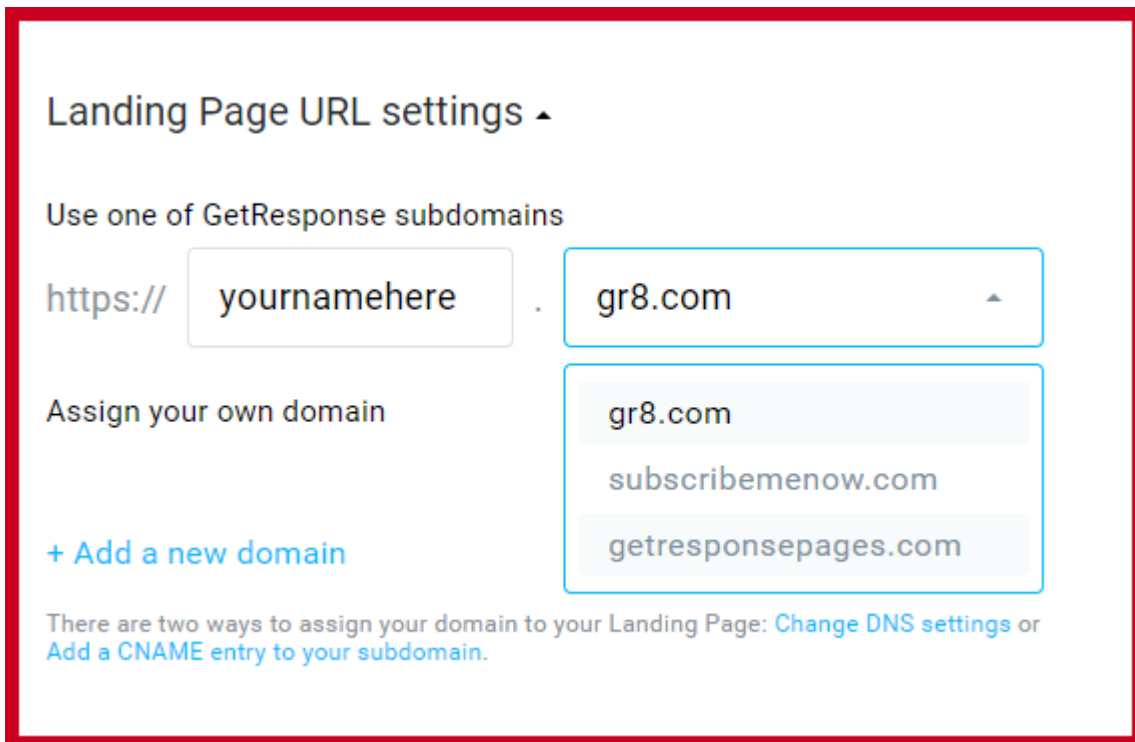 Landing Page URL settings
Use one of GetResponse subdomains
https:// yournamehere . gr8.com
Assign your own domain
gr8.com
subscribemenow.com
getresponsepages.com
+ Add a new domain
There are two ways to assign your domain to your Landing Page: Change DNS settings or
Add a CNAME entry to your subdomain.